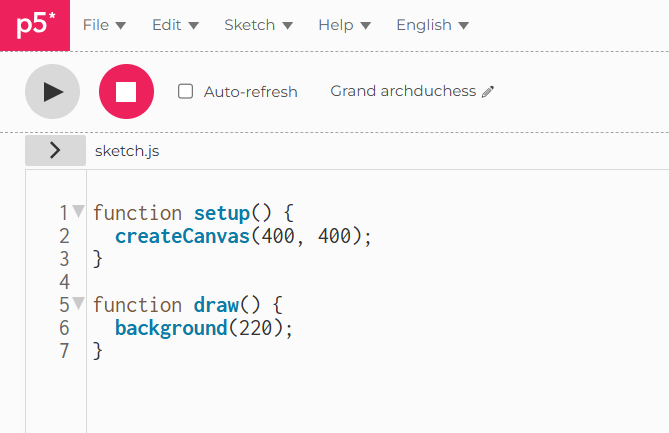 p5* File Edit Sketch Help English
Auto-refresh Grand archduchess
sketch.js
1 function setup() {
2   createCanvas(400, 400);
3 }
4
5 function draw() {
6   background(220);
7 }